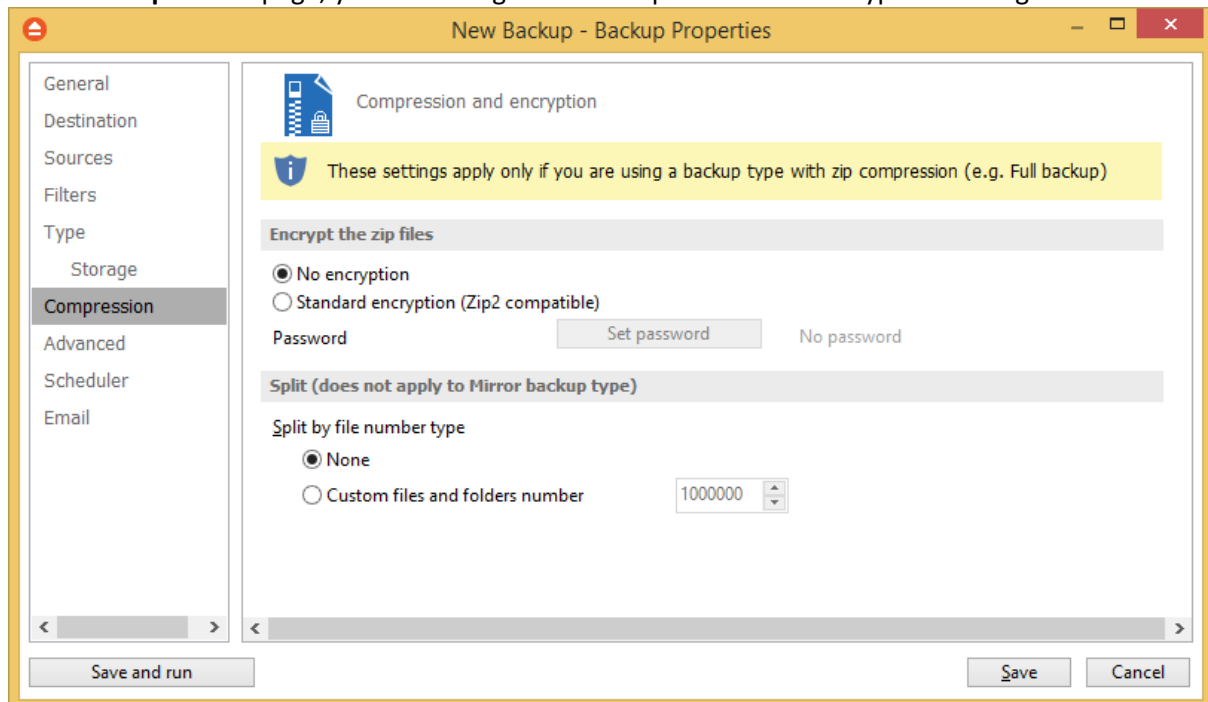 page, you
New Backup - Backup Properties
General
Destination
Sources
Filters
Type
Storage
Compression
Advanced
Scheduler
Email
Compression and encryption
These settings apply only if you are using a backup type with zip compression (e.g. Full backup)
Encrypt the zip files
No encryption
Standard encryption (Zip2 compatible)
Password Set password No password
Split (does not apply to Mirror backup type)
Split by file number type
None
Custom files and folders number 1000000
Save and run Save Cancel